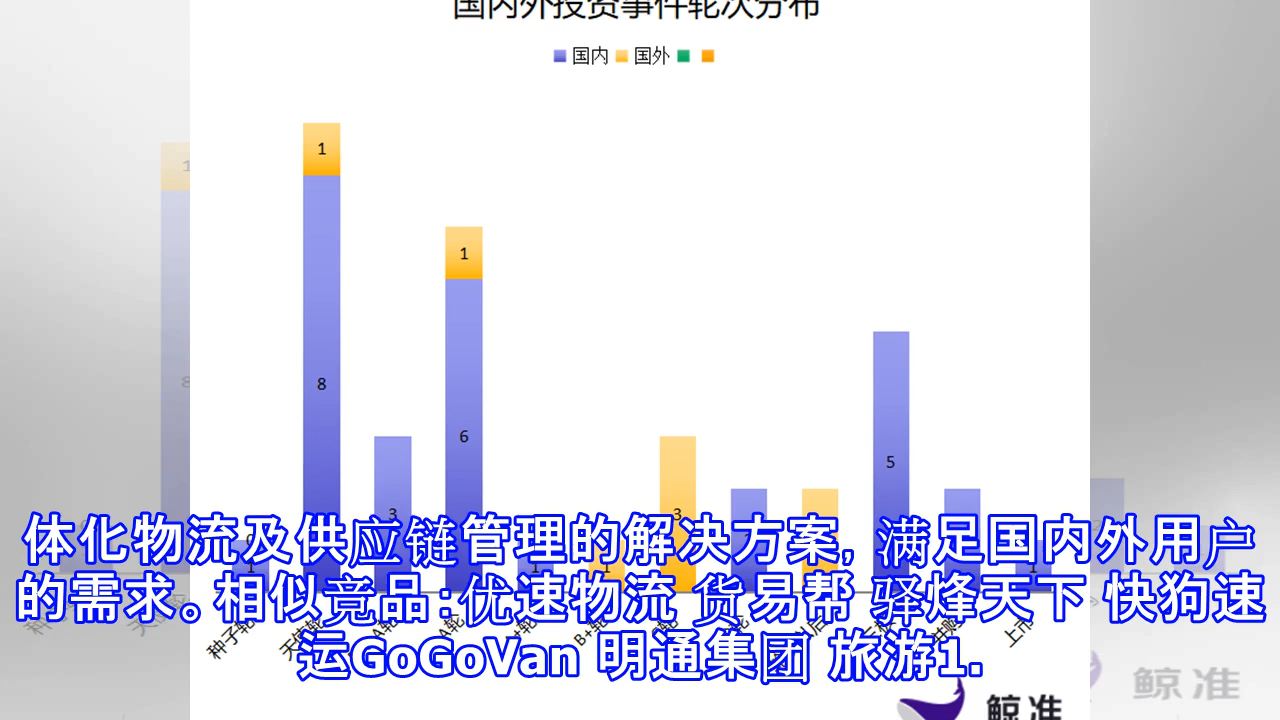 国内外投资事件轮次分布
国内 国外
1
1
8
6
5
3
3
1
1
1
1
体化物流及供应链管理的解决方案, 满足国内外用户
的需求。相似竞品:优速物流 货易帮 驿烽天下 快狗速
运GoGoVan 明通集团 旅游1.
种子轮
天使轮
A轮
B+轮
并购
上市
鲸准
鲸准